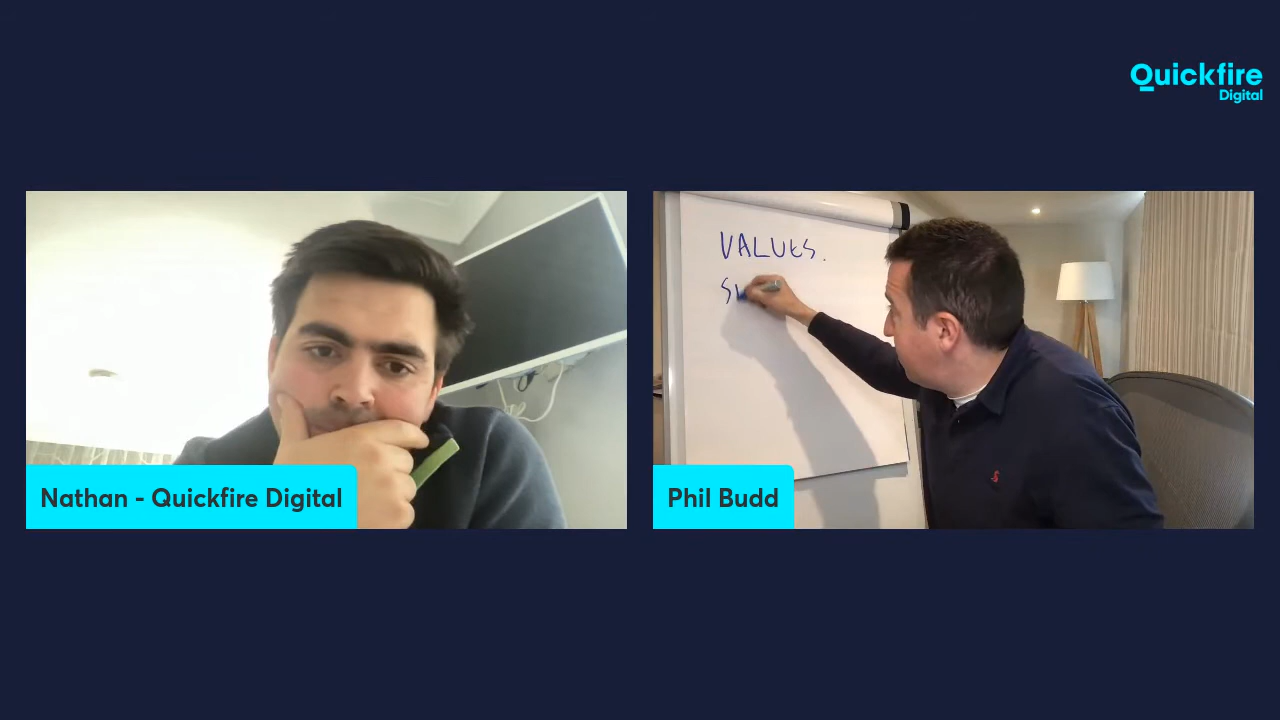 Quickfire
Digital
VALUES.
Nathan - Quickfire Digital
Phil Budd